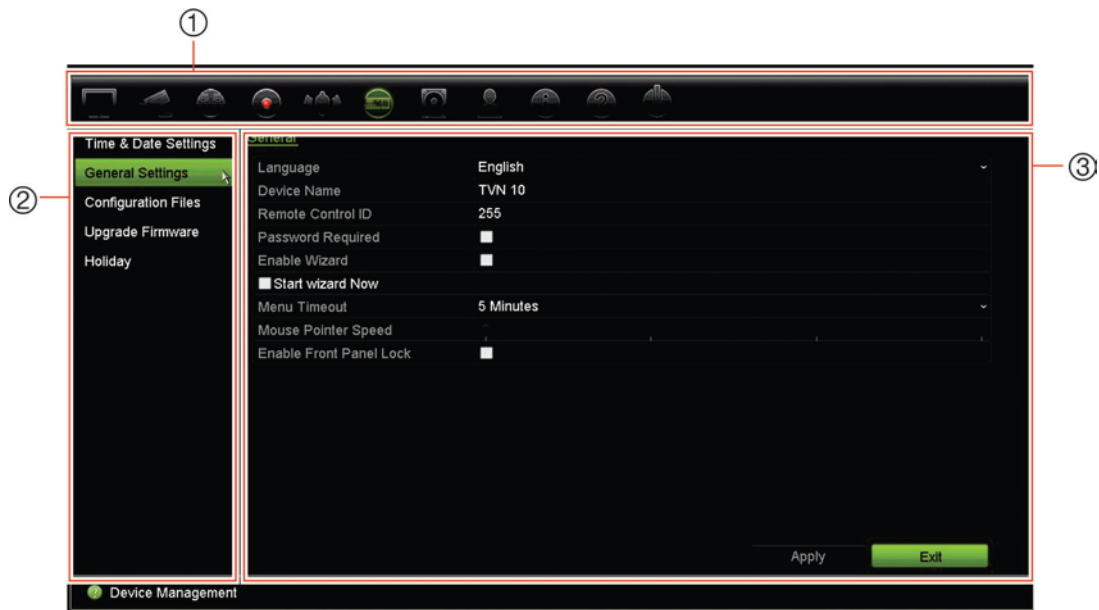 ①
Time & Date Settings
General Settings
Configuration Files
Upgrade Firmware
Holiday
②
General
Language English
Device Name TVN 10
Remote Control ID 255
Password Required
Enable Wizard
Start wizard Now
Menu Timeout 5 Minutes
Mouse Pointer Speed
Enable Front Panel Lock
③
Apply Exit
Device Management